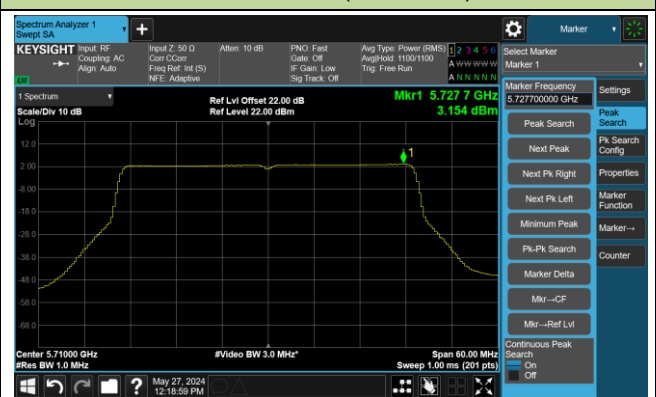 Spectrum Analyzer 1
Swept SA
Marker
KEYSIGHT
Input: RF
Coupling: AC
Align: Auto
Input Z: 50 Ω
Corr CCorr
Freq Ref: Int (S)
NFE: Adaptive
Atten: 10 dB
PNO: Fast
Gate: Off
IF Gain: Low
Sig Track: Off
Avg Type: Power (RMS)
Avg|Hold: 1100/1100
Trig: Free Run
1 2 3 4 5 6
A W W W W W
A N N N N N
Select Marker
Marker 1
1 Spectrum
Scale/Div 10 dB
Log
Ref Lvl Offset 22.00 dB
Ref Level 22.00 dBm
Mkr1 5.727 7 GHz
3.154 dBm
12.0
2.00
-8.00
-18.0
-28.0
-38.0
-48.0
-58.0
-68.0
1
Center 5.71000 GHz
#Res BW 1.0 MHz
#Video BW 3.0 MHz*
Span 60.00 MHz
Sweep 1.00 ms (201 pts)
Marker Frequency
5.727700000 GHz
Peak Search
Next Peak
Next Pk Right
Next Pk Left
Minimum Peak
Pk-Pk Search
Marker Delta
Mkr→CF
Mkr→Ref Lvl
Continuous Peak
Search
On
Off
Settings
Peak
Search
Pk Search
Config
Properties
Marker
Function
Marker→
Counter
May 27, 2024
12:18:59 PM